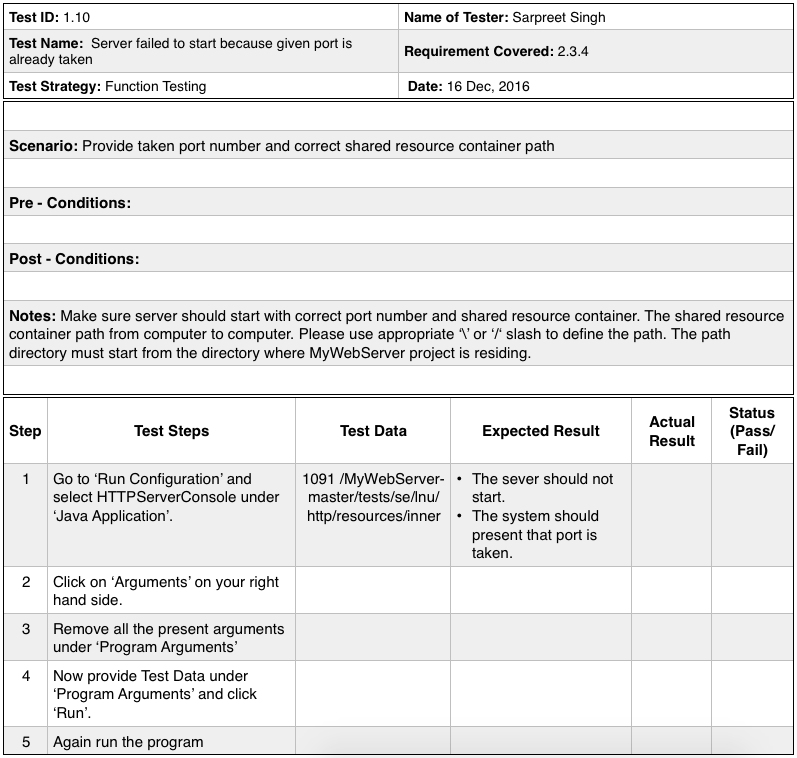 Test ID: 1.10
Name of Tester: Sarpreet Singh
Test Name:  Server failed to start because given port is
already taken
Requirement Covered: 2.3.4
Test Strategy: Function Testing
Date: 16 Dec, 2016
Scenario: Provide taken port number and correct shared resource container path
Pre - Conditions:
Post - Conditions:
Notes: Make sure server should start with correct port number and shared resource container. The shared resource
container path from computer to computer. Please use appropriate ‘\’ or ‘/‘ slash to define the path. The path
directory must start from the directory where MyWebServer project is residing.
Step
Test Steps
Test Data
Expected Result
Actual
Result
Status
(Pass/
Fail)
1
Go to ‘Run Configuration’ and
select HTTPServerConsole under
‘Java Application’.
1091 /MyWebServer-
master/tests/se/lnu/
http/resources/inner
• The sever should not
start.
• The system should
present that port is
taken.
2
Click on ‘Arguments’ on your right
hand side.
3
Remove all the present arguments
under ‘Program Arguments’
4
Now provide Test Data under
‘Program Arguments’ and click
‘Run’.
5
Again run the program